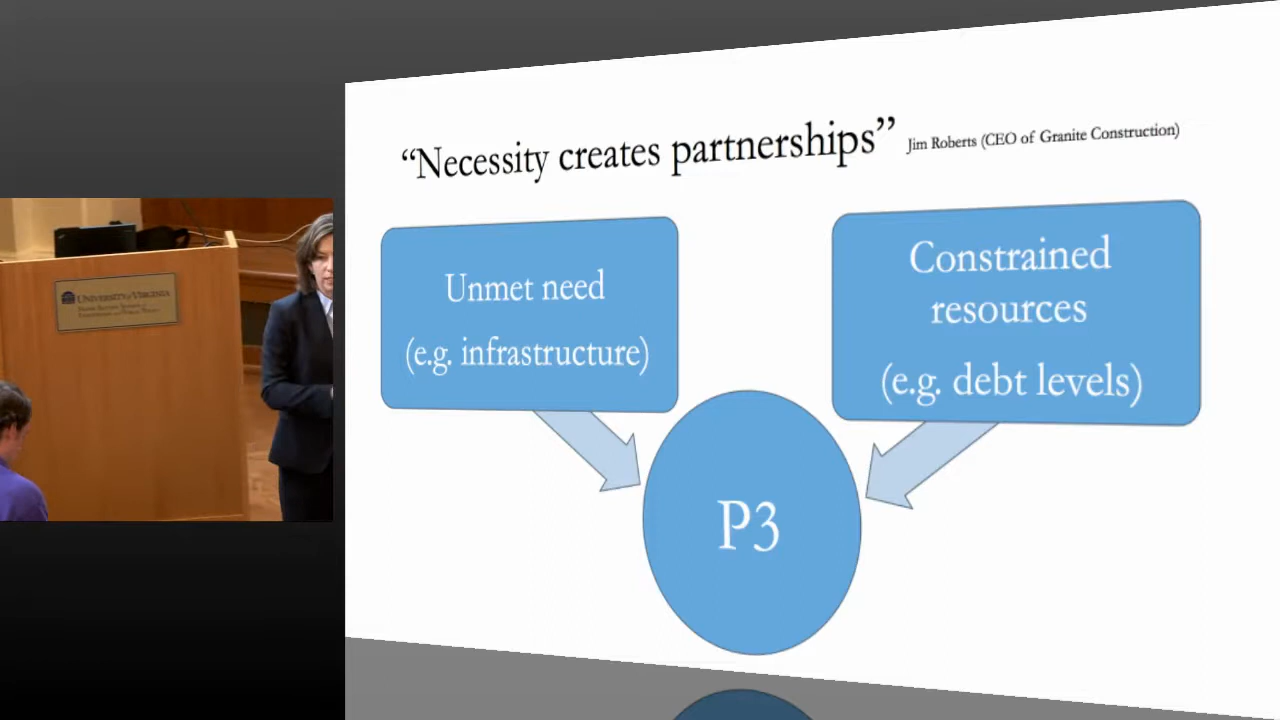 “Necessity creates partnerships” Jim Roberts (CEO of Granite Construction)
Unmet need
(e.g. infrastructure)
Constrained
resources
(e.g. debt levels)
P3
UNIVERSITY of VIRGINIA